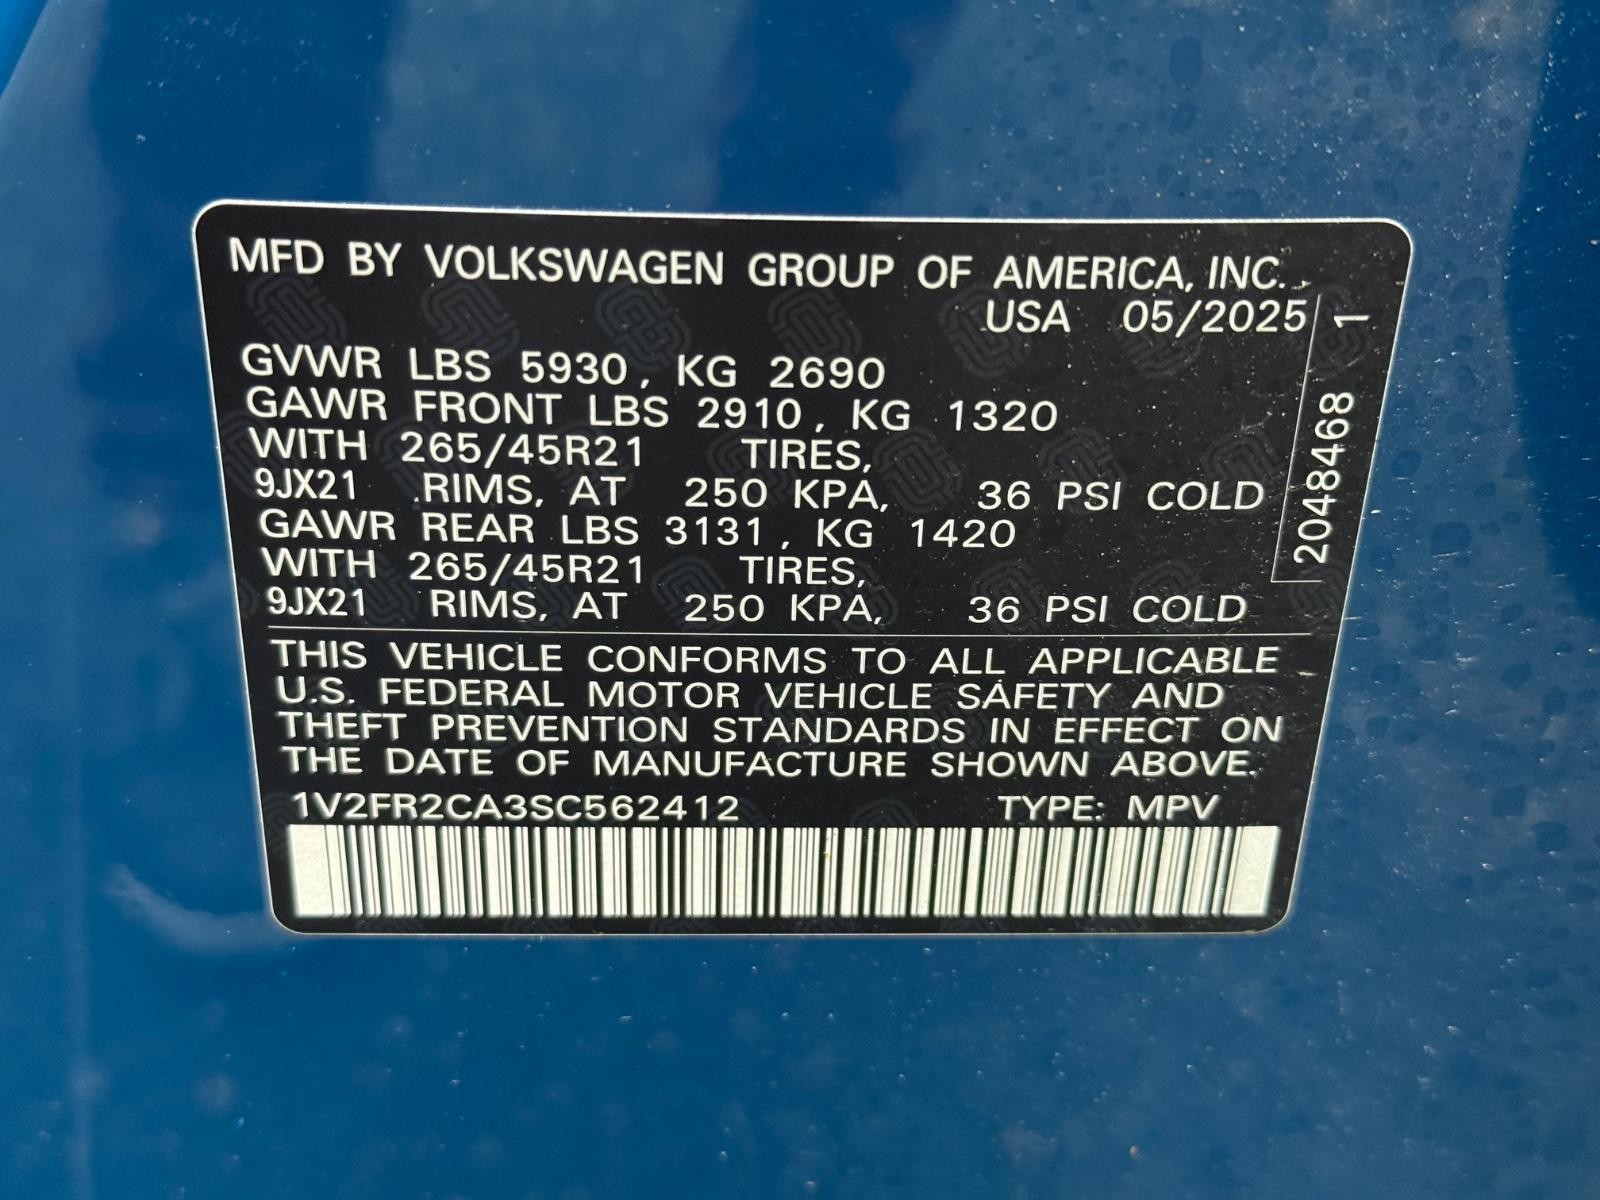 MFD BY VOLKSWAGEN GROUP OF AMERICA, INC.
USA 05/2025
GVWR LBS 5930, KG 2690
GAWR FRONT LBS 2910, KG 1320
WITH 265/45R21 TIRES,
9JX21 RIMS, AT 250 KPA, 36 PSI COLD
GAWR REAR LBS 3131, KG 1420
WITH 265/45R21 TIRES,
9JX21 RIMS, AT 250 KPA, 36 PSI COLD
2048468 1
THIS VEHICLE CONFORMS TO ALL APPLICABLE
U.S. FEDERAL MOTOR VEHICLE SAFETY AND
THEFT PREVENTION STANDARDS IN EFFECT ON
THE DATE OF MANUFACTURE SHOWN ABOVE.
1V2FR2CA3SC562412 TYPE: MPV